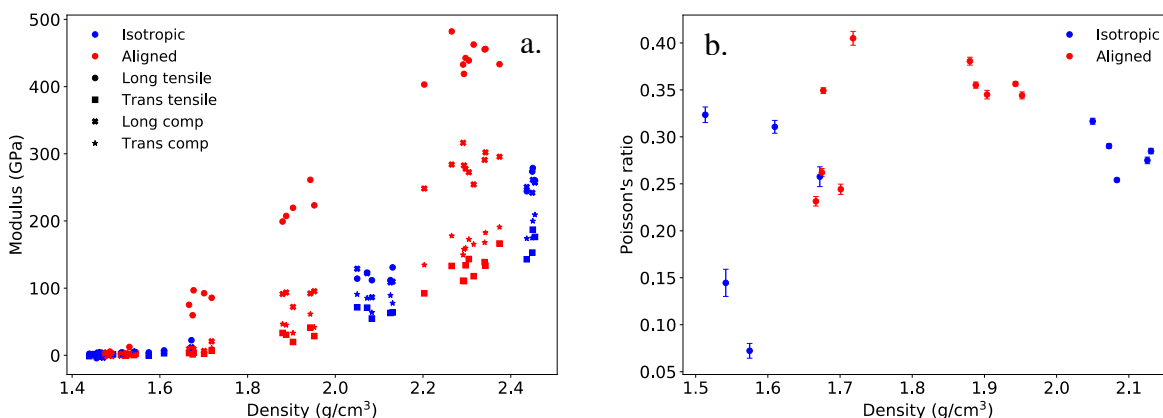 a.
500
400
300
200
100
0
Modulus (GPa)
Isotropic
Aligned
Long tensile
Trans tensile
Long comp
Trans comp
1.4 1.6 1.8 2.0 2.2 2.4
Density (g/cm³)
b.
0.40
0.35
0.30
0.25
0.20
0.15
0.10
0.05
Poisson's ratio
Isotropic
Aligned
1.5 1.6 1.7 1.8 1.9 2.0 2.1
Density (g/cm³)